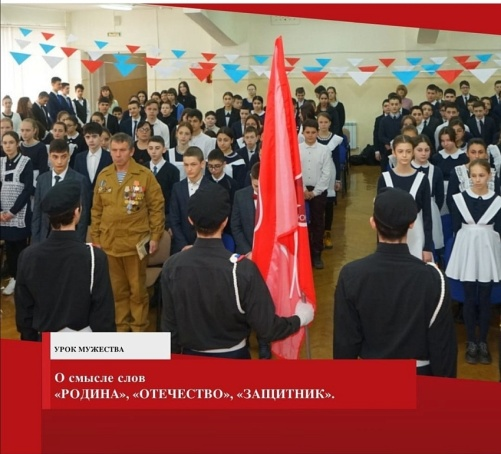 УРОК МУЖЕСТВА
О смысле слов
«РОДИНА», «ОТЕЧЕСТВО», «ЗАЩИТНИК».